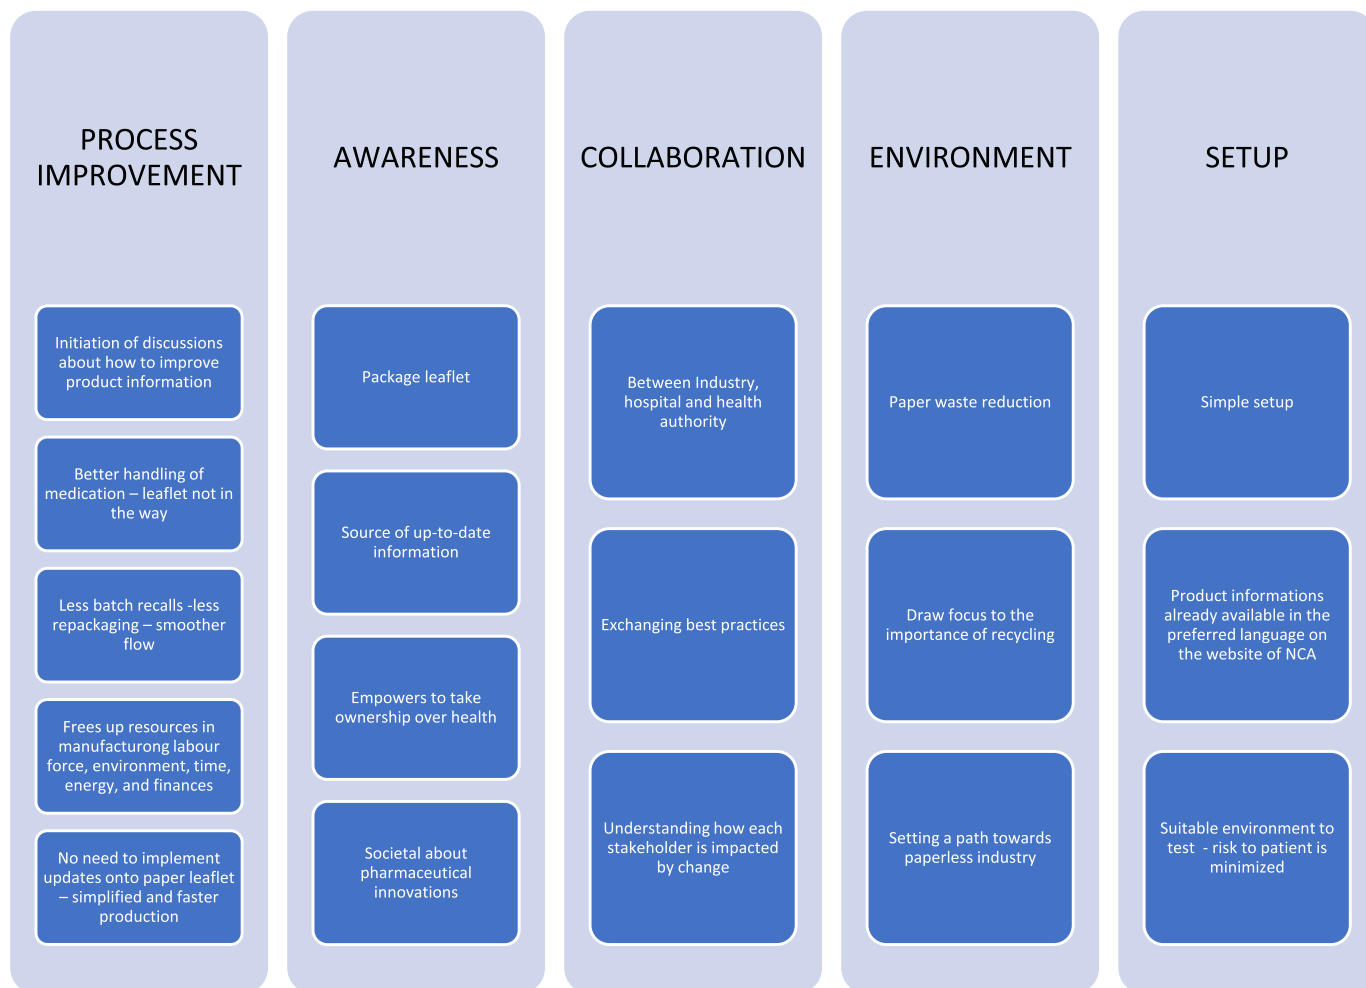 PROCESS
IMPROVEMENT
Initiation of discussions
about how to improve
product information
Better handling of
medication – leaflet not in
the way
Less batch recalls -less
repackaging – smoother
flow
Frees up resources in
manufacturong labour
force, environment, time,
energy, and finances
No need to implement
updates onto paper leaflet
– simplified and faster
production
AWARENESS
Package leaflet
Source of up-to-date
information
Empowers to take
ownership over health
Societal about
pharmaceutical
innovations
COLLABORATION
Between Industry,
hospital and health
authority
Exchanging best practices
Understanding how each
stakeholder is impacted
by change
ENVIRONMENT
Paper waste reduction
Draw focus to the
importance of recycling
Setting a path towards
paperless industry
SETUP
Simple setup
Product informations
already available in the
preferred language on
the website of NCA
Suitable environment to
test - risk to patient is
minimized